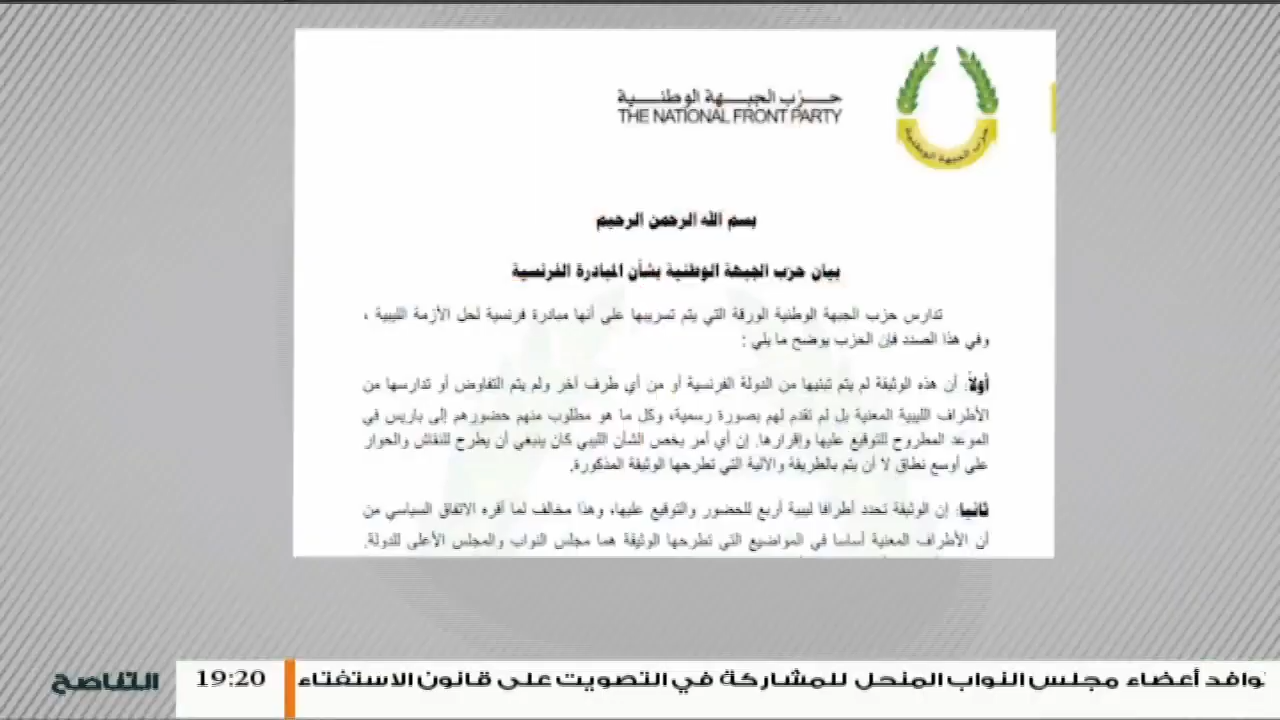 حـــزب الجبـــهة الوطنـــية
THE NATIONAL FRONT PARTY
حزب الجبهة الوطنية
بسم الله الرحمن الرحيم
بيان حزب الجبهة الوطنية بشأن المبادرة الفرنسية
تدارس حزب الجبهة الوطنية الورقة التي يتم تسريبها على أنها مبادرة فرنسية لحل الأزمة الليبية ،
وفي هذا الصدد فإن الحزب يوضح ما يلي :
أولاً: أن هذه الوثيقة لم يتم تبنيها من الدولة الفرنسية أو من أي طرف آخر ولم يتم التفاوض أو تدارسها من
الأطراف الليبية المعنية بل لم تقدم لهم بصورة رسمية، وكل ما هو مطلوب منهم حضورهم إلى باريس في
الموعد المطروح للتوقيع عليها وإقرارها. إن أي أمر يخص الشأن الليبي كان ينبغي أن يطرح للنقاش والحوار
على أوسع نطاق لا أن يتم بالطريقة والآلية التي تطرحها الوثيقة المذكورة.
ثانيا: إن الوثيقة تحدد أطرافا ليبية أربع للحضور والتوقيع عليها، وهذا مخالف لما أقره الاتفاق السياسي من
أن الأطراف المعنية أساسا في المواضيع التي تطرحها الوثيقة هما مجلس النواب والمجلس الأعلى للدولة.
توافد أعضاء مجلس النواب المنحل للمشاركة في التصويت على قانون الاستفتاء
19:20
التناصح